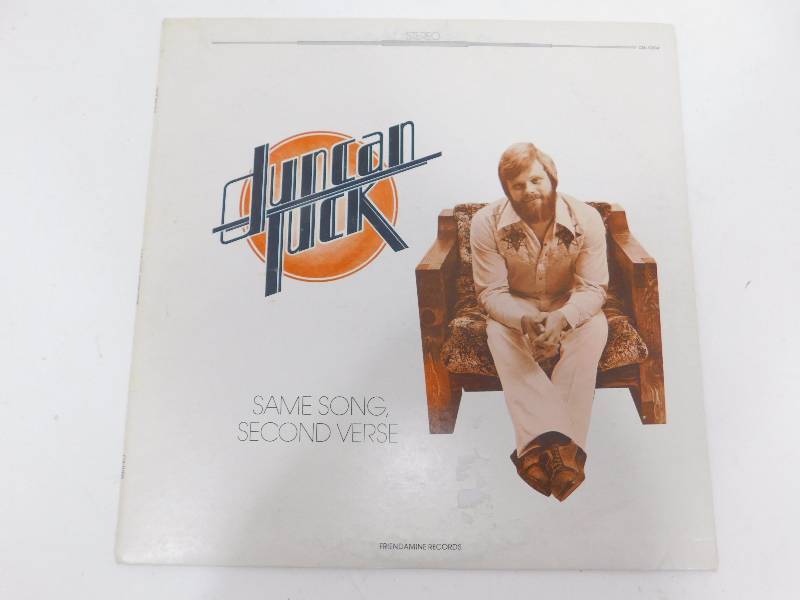 STEREO
duncan
tuck
SAME SONG,
SECOND VERSE
FRIENDAMINE RECORDS